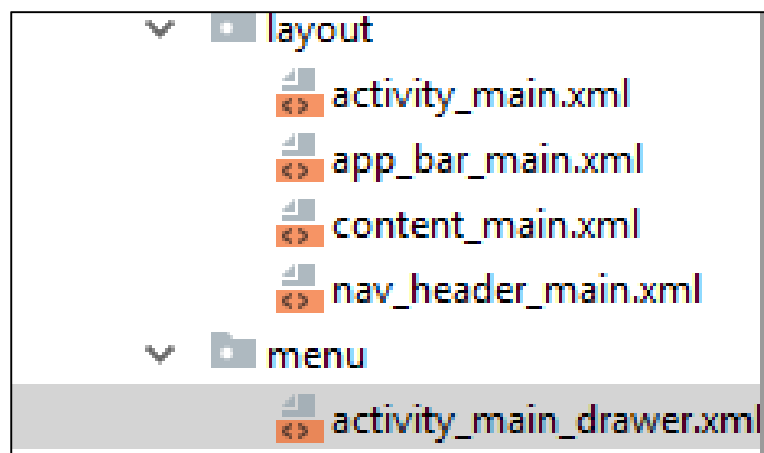 layout
activity_main.xml
app_bar_main.xml
content_main.xml
nav_header_main.xml
menu
activity_main_drawer.xml